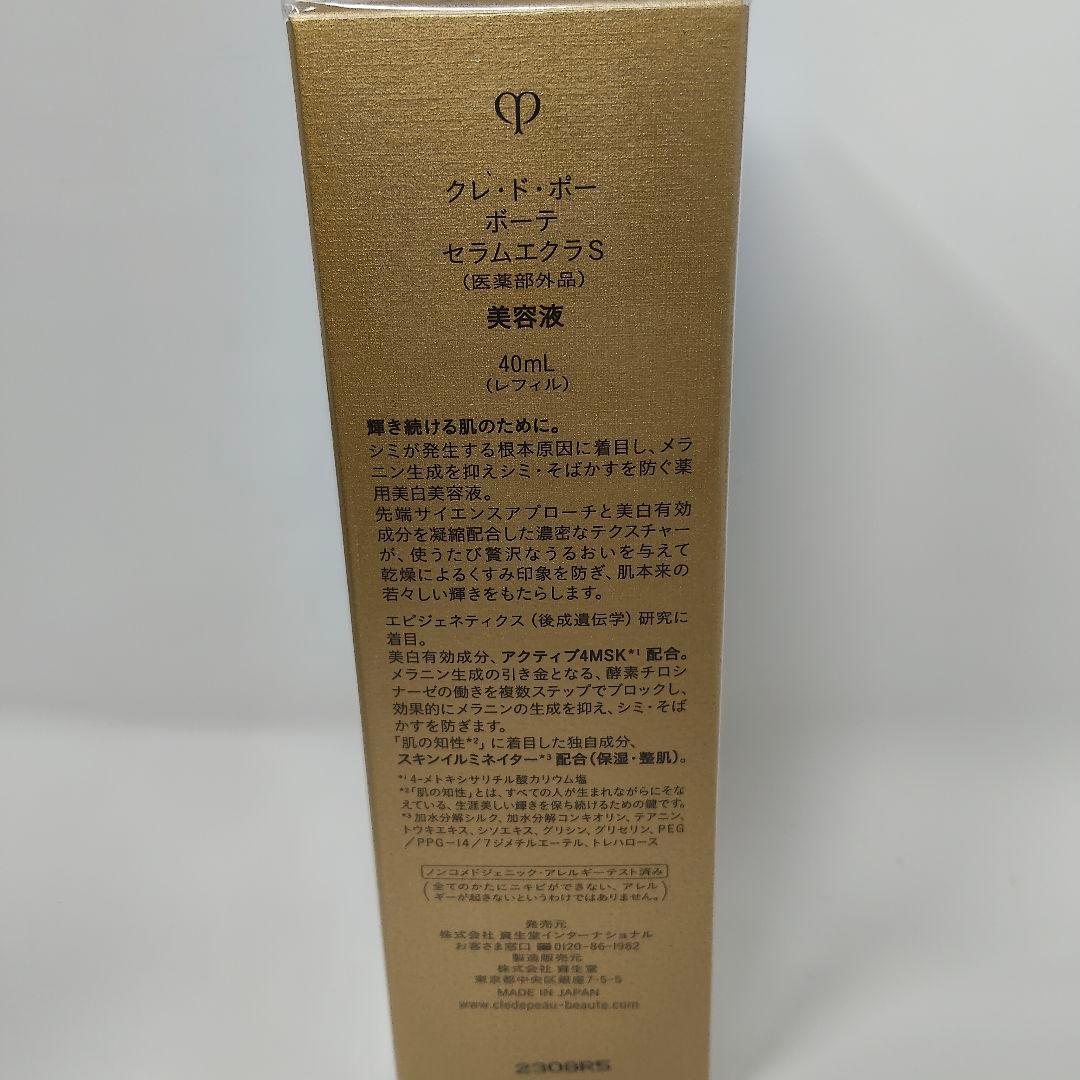 クレ・ド・ポー
ボーテ
セラムエクラS
(医薬部外品)
美容液
40mL
(レフィル)
輝き続ける肌のために。
シミが発生する根本原因に着目し、メラ
ニン生成を抑えシミ・そばかすを防ぐ薬
用美白美容液。
先端サイエンスアプローチと美白有効
成分を凝縮配合した濃密なテクスチャー
が、使うたび贅沢なうるおいを与えて
乾燥によるくすみ印象を防ぎ、肌本来の
若々しい輝きをもたらします。
エピジェネティクス(後成遺伝学)研究に
着目。
美白有効成分、アクティブ4MSK*1配合。
メラニン生成の引き金となる、酵素チロシ
ナーゼの働きを複数ステップでブロックし、
効果的にメラニンの生成を抑え、シミ・そば
かすを防ぎます。
「肌の知性*2」に着目した独自成分、
スキンイルミネイター*3配合(保湿・整肌)。
*1 4-メトキシサリチル酸カリウム塩
*2「肌の知性」とは、すべての人が生まれながらにそな
えている、生涯美しい輝きを保ち続けるための鍵です。
*3 加水分解シルク、加水分解コンキオリン、テアニン、
トウキエキス、シソエキス、グリシン、グリセリン、PEG
/PPG-14/7ジメチルエーテル、トレハロース
ノンコメドジェニック・アレルギーテスト済み
(全てのかたにニキビができない、アレル
ギーが起きないというわけではありません。)
発売元
株式会社 資生堂インターナショナル
お客さま窓口 0120-86-1982
製造販売元
株式会社 資生堂
東京都中央区銀座7-5-5
MADE IN JAPAN
www.cledepeau-beaute.com
2308R5